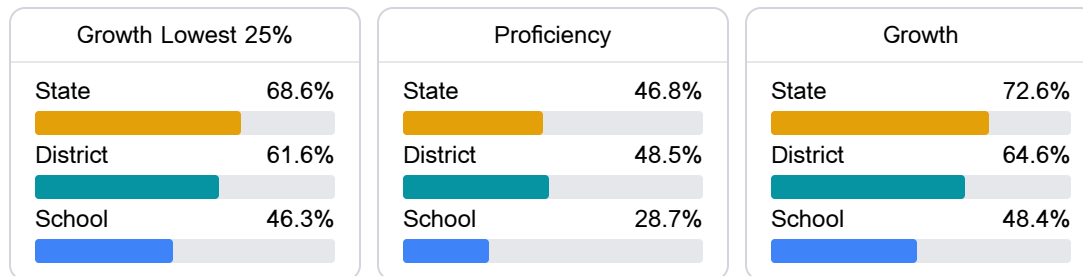 Growth Lowest 25%
State 68.6%
District 61.6%
School 46.3%
Proficiency
State 46.8%
District 48.5%
School 28.7%
Growth
State 72.6%
District 64.6%
School 48.4%